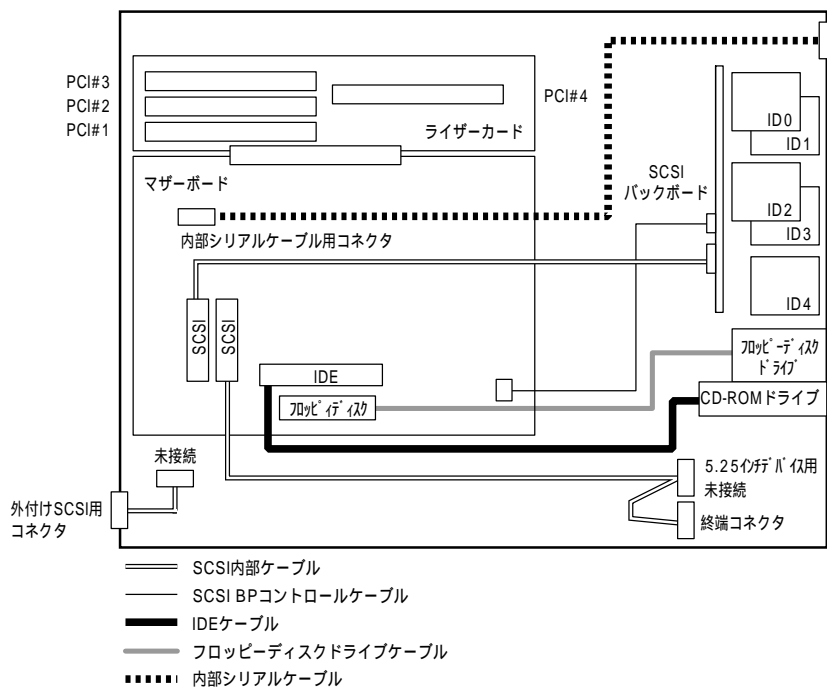 PCI#3
PCI#2
PCI#1
PCI#4
ライザーカード
マザーボード
内部シリアルケーブル用コネクタ
SCSI
バックボード
ID0
ID1
ID2
ID3
ID4
SCSI
SCSI
IDE
ﾌﾛｯﾋﾟｨﾃﾞｨｽｸ
ﾌﾛｯﾋﾟｰﾃﾞｨｽｸ
ﾄﾞﾗｲﾌﾞ
CD-ROMドライブ
未接続
外付けSCSI用
コネクタ
5.25ｲﾝﾁﾃﾞﾊﾞｲｽ用
未接続
終端コネクタ
SCSI内部ケーブル
SCSI BPコントロールケーブル
IDEケーブル
フロッピーディスクドライブケーブル
内部シリアルケーブル